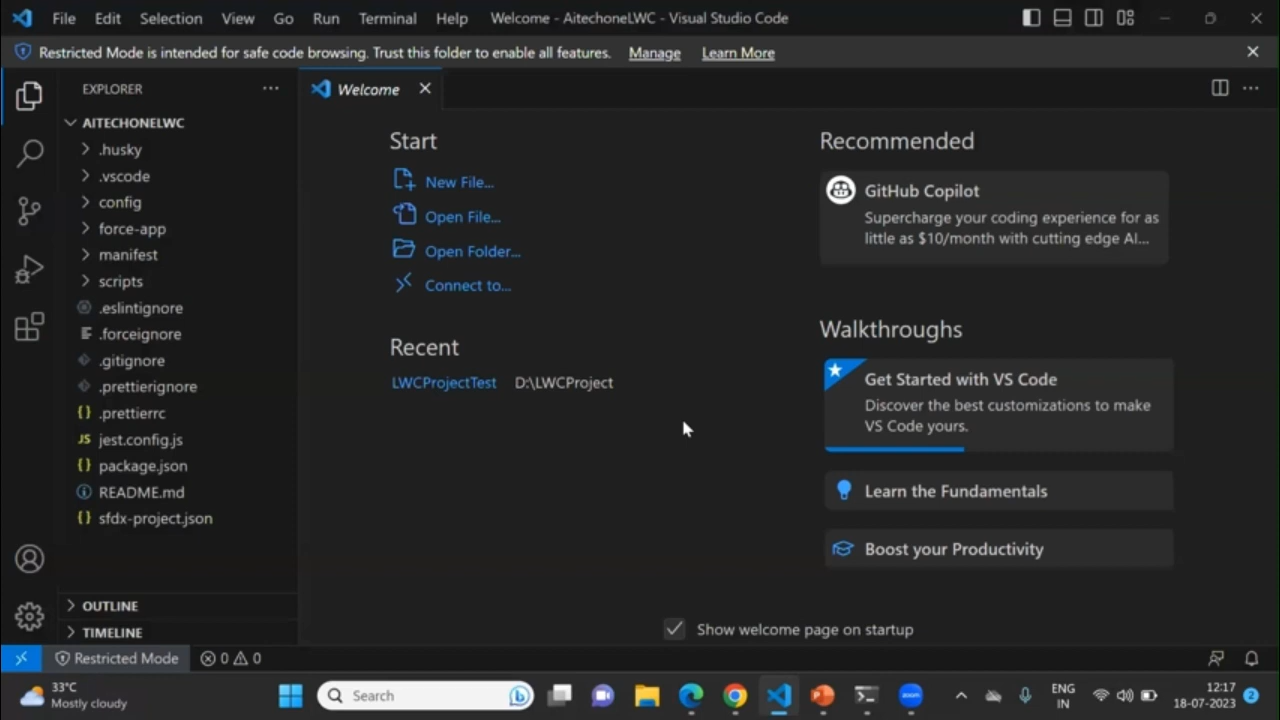 File Edit Selection View Go Run Terminal Help Welcome - AitechoneLWC - Visual Studio Code
Restricted Mode is intended for safe code browsing. Trust this folder to enable all features. Manage Learn More
EXPLORER
AITECHONELWC
.husky
.vscode
config
force-app
manifest
scripts
.eslintignore
.forceignore
.gitignore
.prettierignore
{} .prettierrc
JS jest.config.js
{} package.json
README.md
{} sfdx-project.json
OUTLINE
TIMELINE
Welcome
Start
New File...
Open File...
Open Folder...
Connect to...
Recent
LWCProjectTest D:\LWCProject
Recommended
GitHub Copilot
Supercharge your coding experience for as
little as $10/month with cutting edge AI...
Walkthroughs
Get Started with VS Code
Discover the best customizations to make
VS Code yours.
Learn the Fundamentals
Boost your Productivity
Show welcome page on startup
Restricted Mode 0 0
33°C
Mostly cloudy
Search
zoom
ENG
IN
12:17
18-07-2023
2